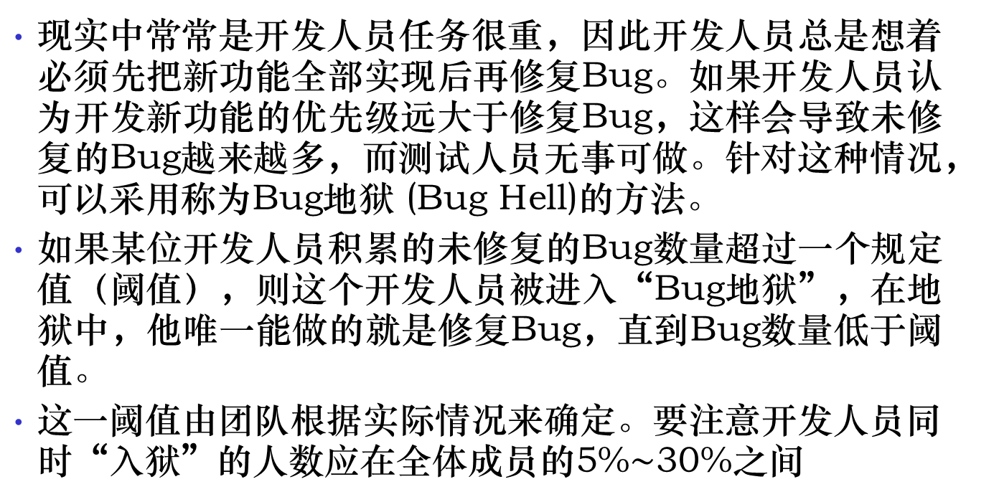 • 现实中常常是开发人员任务很重，因此开发人员总是想着
必须先把新功能全部实现后再修复Bug。如果开发人员认
为开发新功能的优先级远大于修复Bug，这样会导致未修
复的Bug越来越多，而测试人员无事可做。针对这种情况，
可以采用称为Bug地狱 (Bug Hell)的方法。
• 如果某位开发人员积累的未修复的Bug数量超过一个规定
值（阈值），则这个开发人员被进入“Bug地狱”，在地
狱中，他唯一能做的就是修复Bug，直到Bug数量低于阈
值。
• 这一阈值由团队根据实际情况来确定。要注意开发人员同
时“入狱”的人数应在全体成员的5%~30%之间